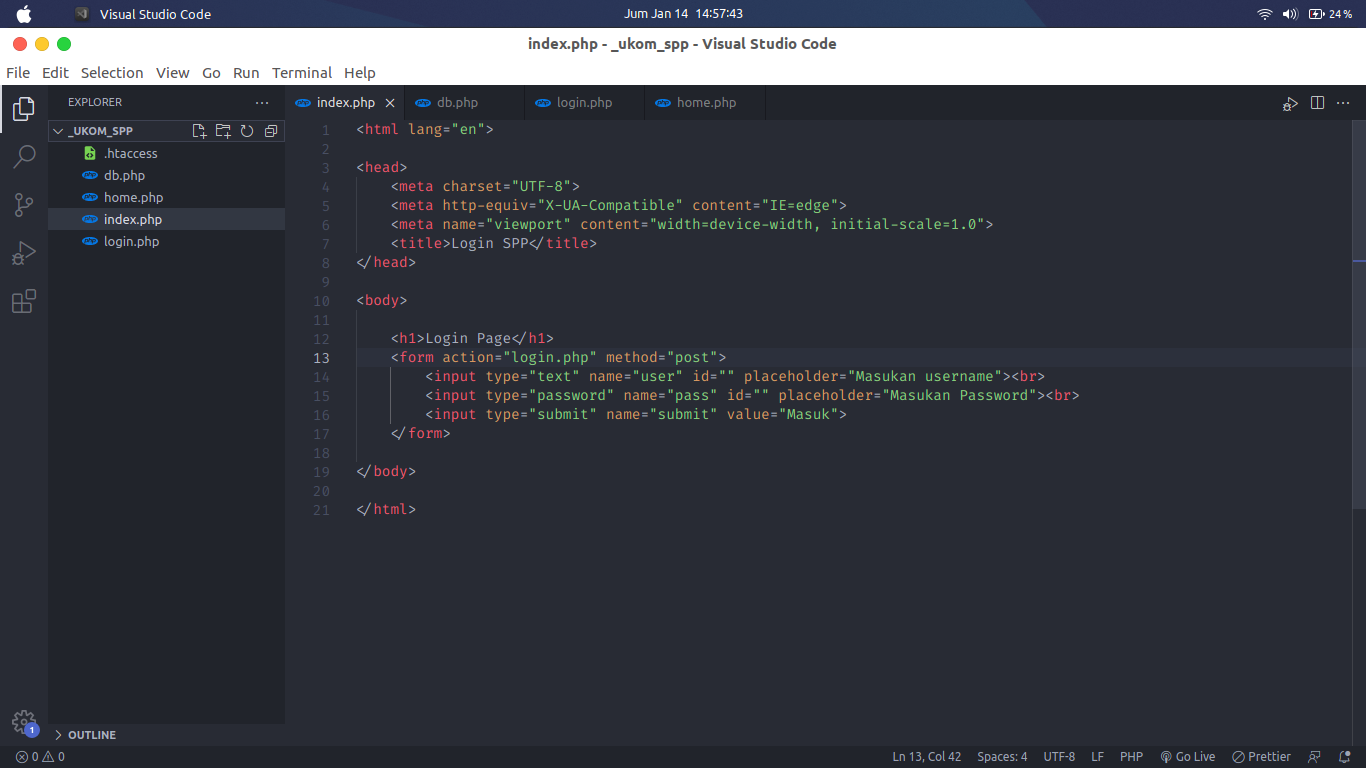 Visual Studio Code
Jum Jan 14 14:57:43
24 %
index.php - _ukom_spp - Visual Studio Code
File Edit Selection View Go Run Terminal Help
EXPLORER
_UKOM_SPP
.htaccess
db.php
home.php
index.php
login.php
OUTLINE
index.php db.php login.php home.php
1 <html lang="en">
2
3 <head>
4     <meta charset="UTF-8">
5     <meta http-equiv="X-UA-Compatible" content="IE=edge">
6     <meta name="viewport" content="width=device-width, initial-scale=1.0">
7     <title>Login SPP</title>
8 </head>
9
10 <body>
11
12     <h1>Login Page</h1>
13     <form action="login.php" method="post">
14         <input type="text" name="user" id="" placeholder="Masukan username"><br>
15         <input type="password" name="pass" id="" placeholder="Masukan Password"><br>
16         <input type="submit" name="submit" value="Masuk">
17     </form>
18
19 </body>
20
21 </html>
1
0 0
Ln 13, Col 42 Spaces: 4 UTF-8 LF PHP Go Live Prettier